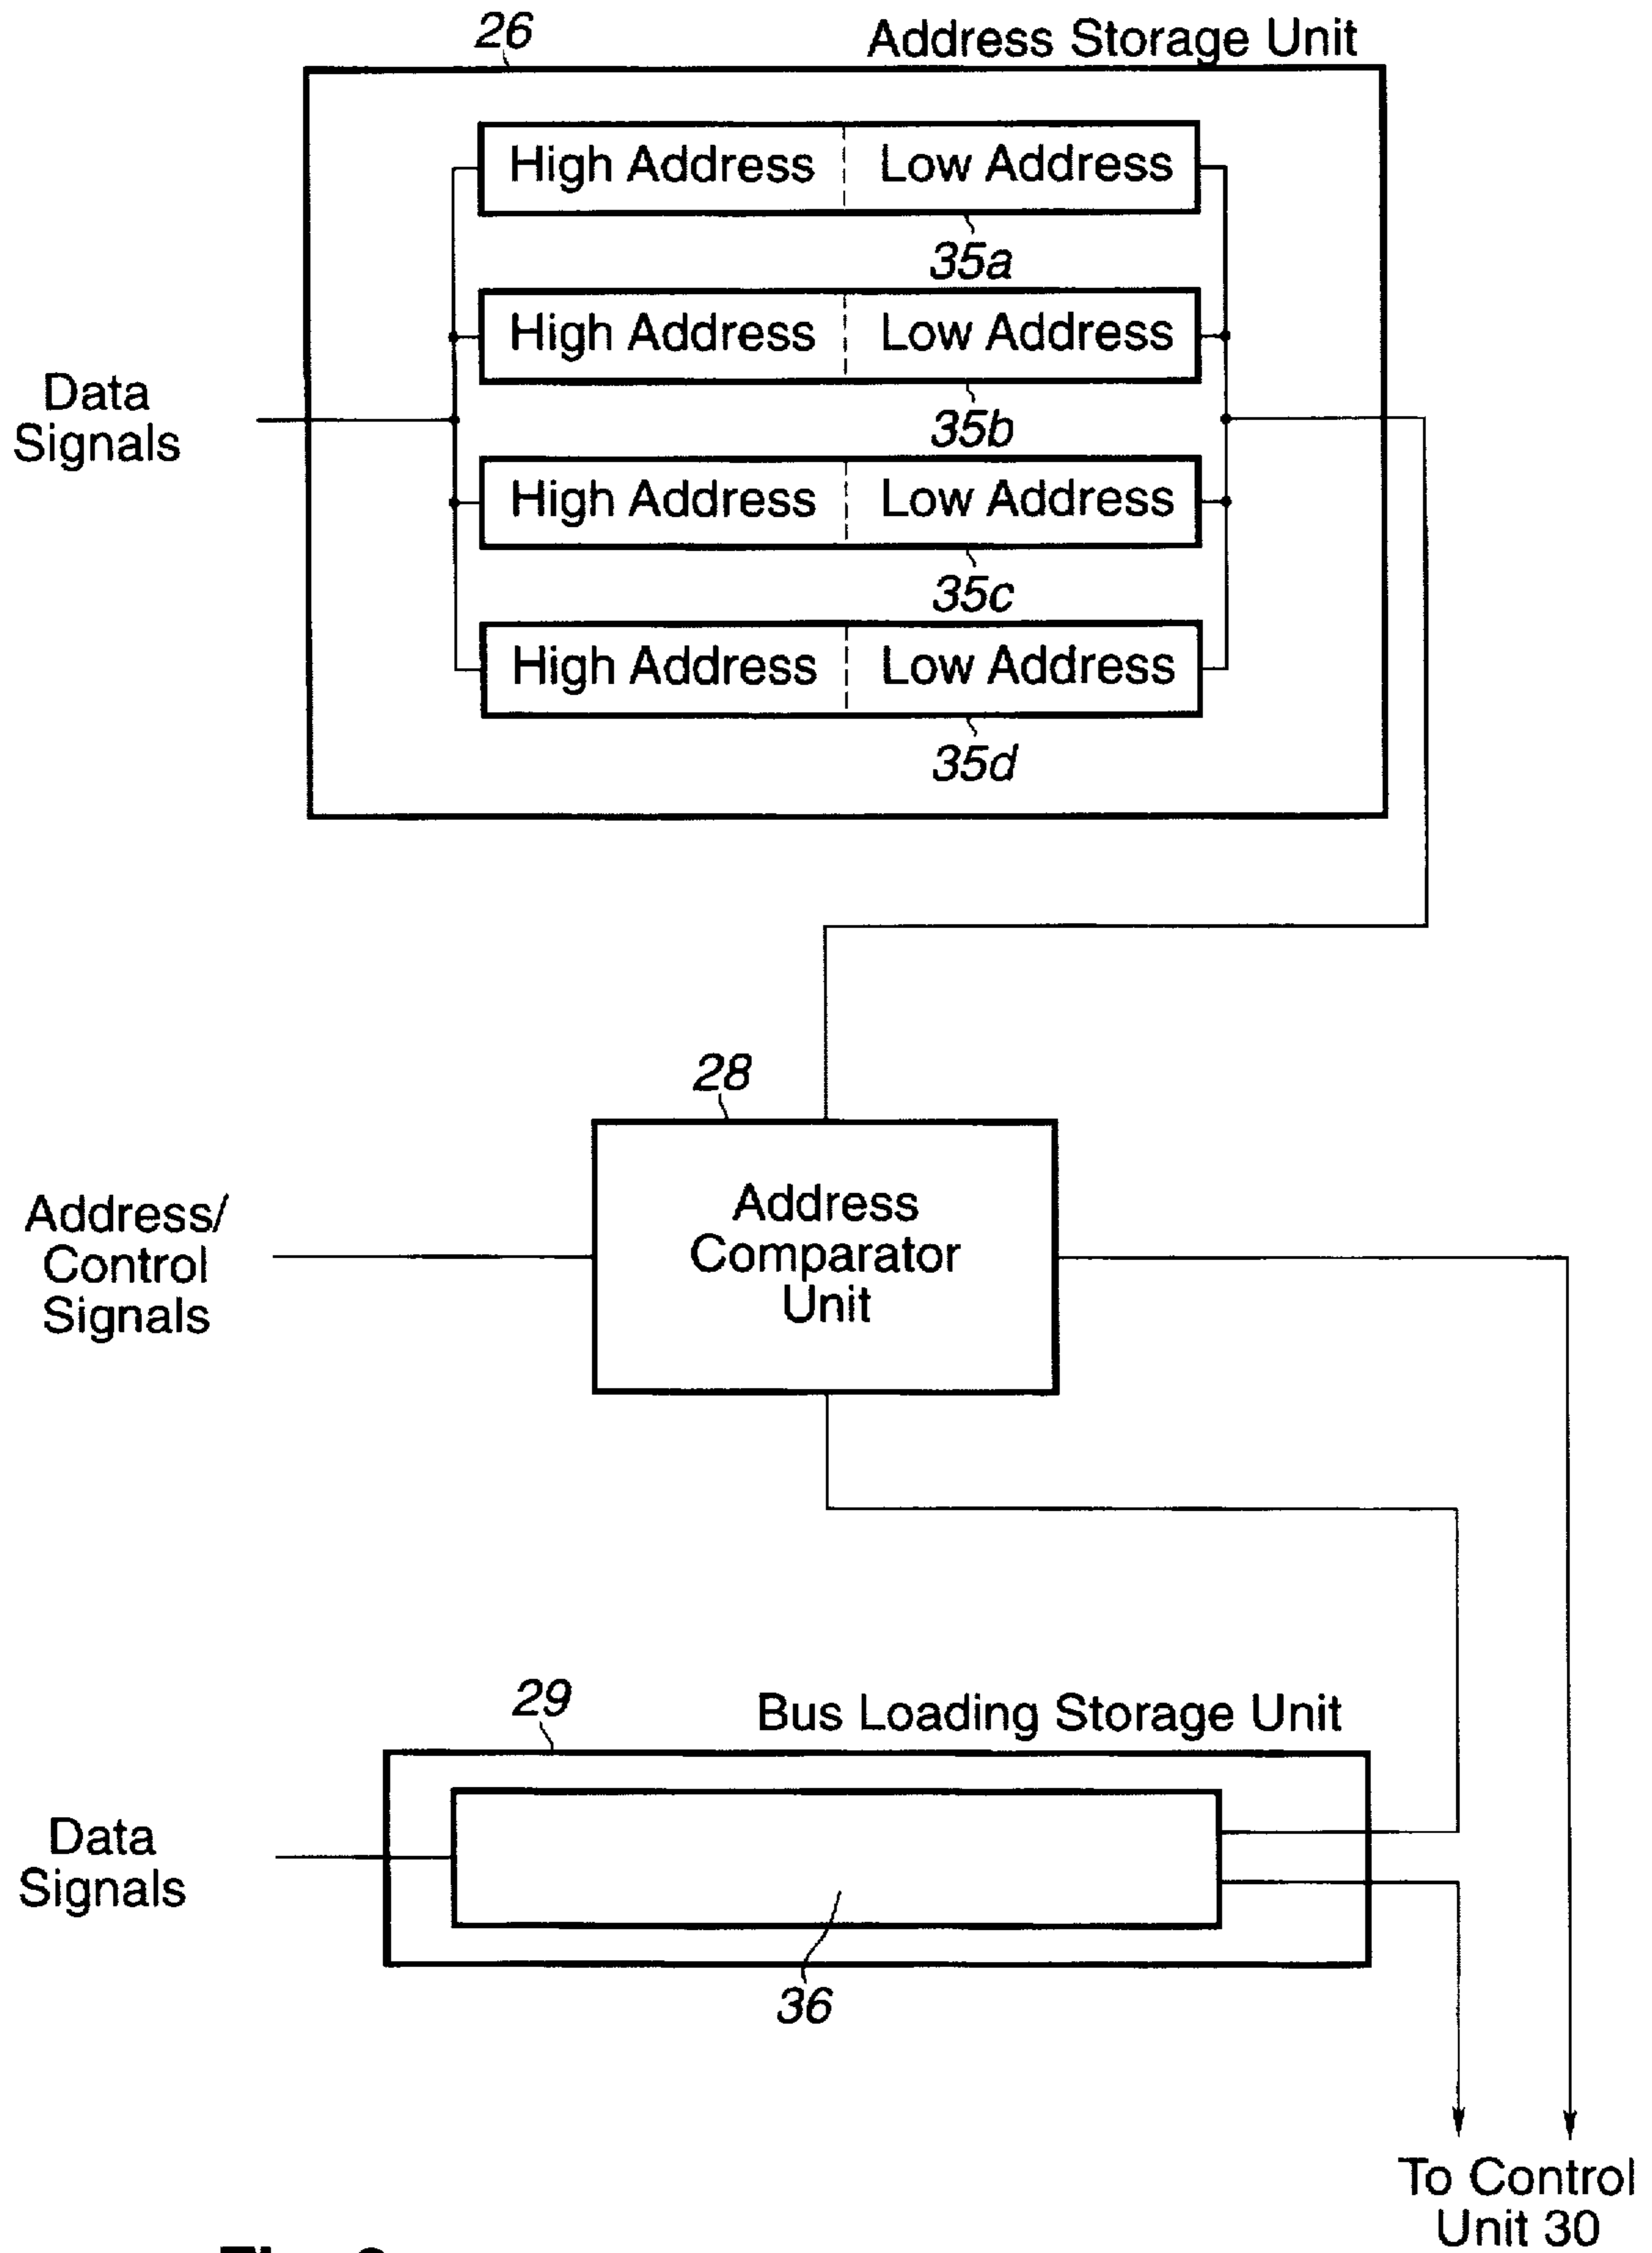 26
Address Storage Unit
High Address Low Address
35a
High Address Low Address
35b
Data
Signals
High Address Low Address
35c
High Address Low Address
35d
28
Address
Comparator
Unit
Address/
Control
Signals
29
Bus Loading Storage Unit
Data
Signals
36
To Control
Unit 30